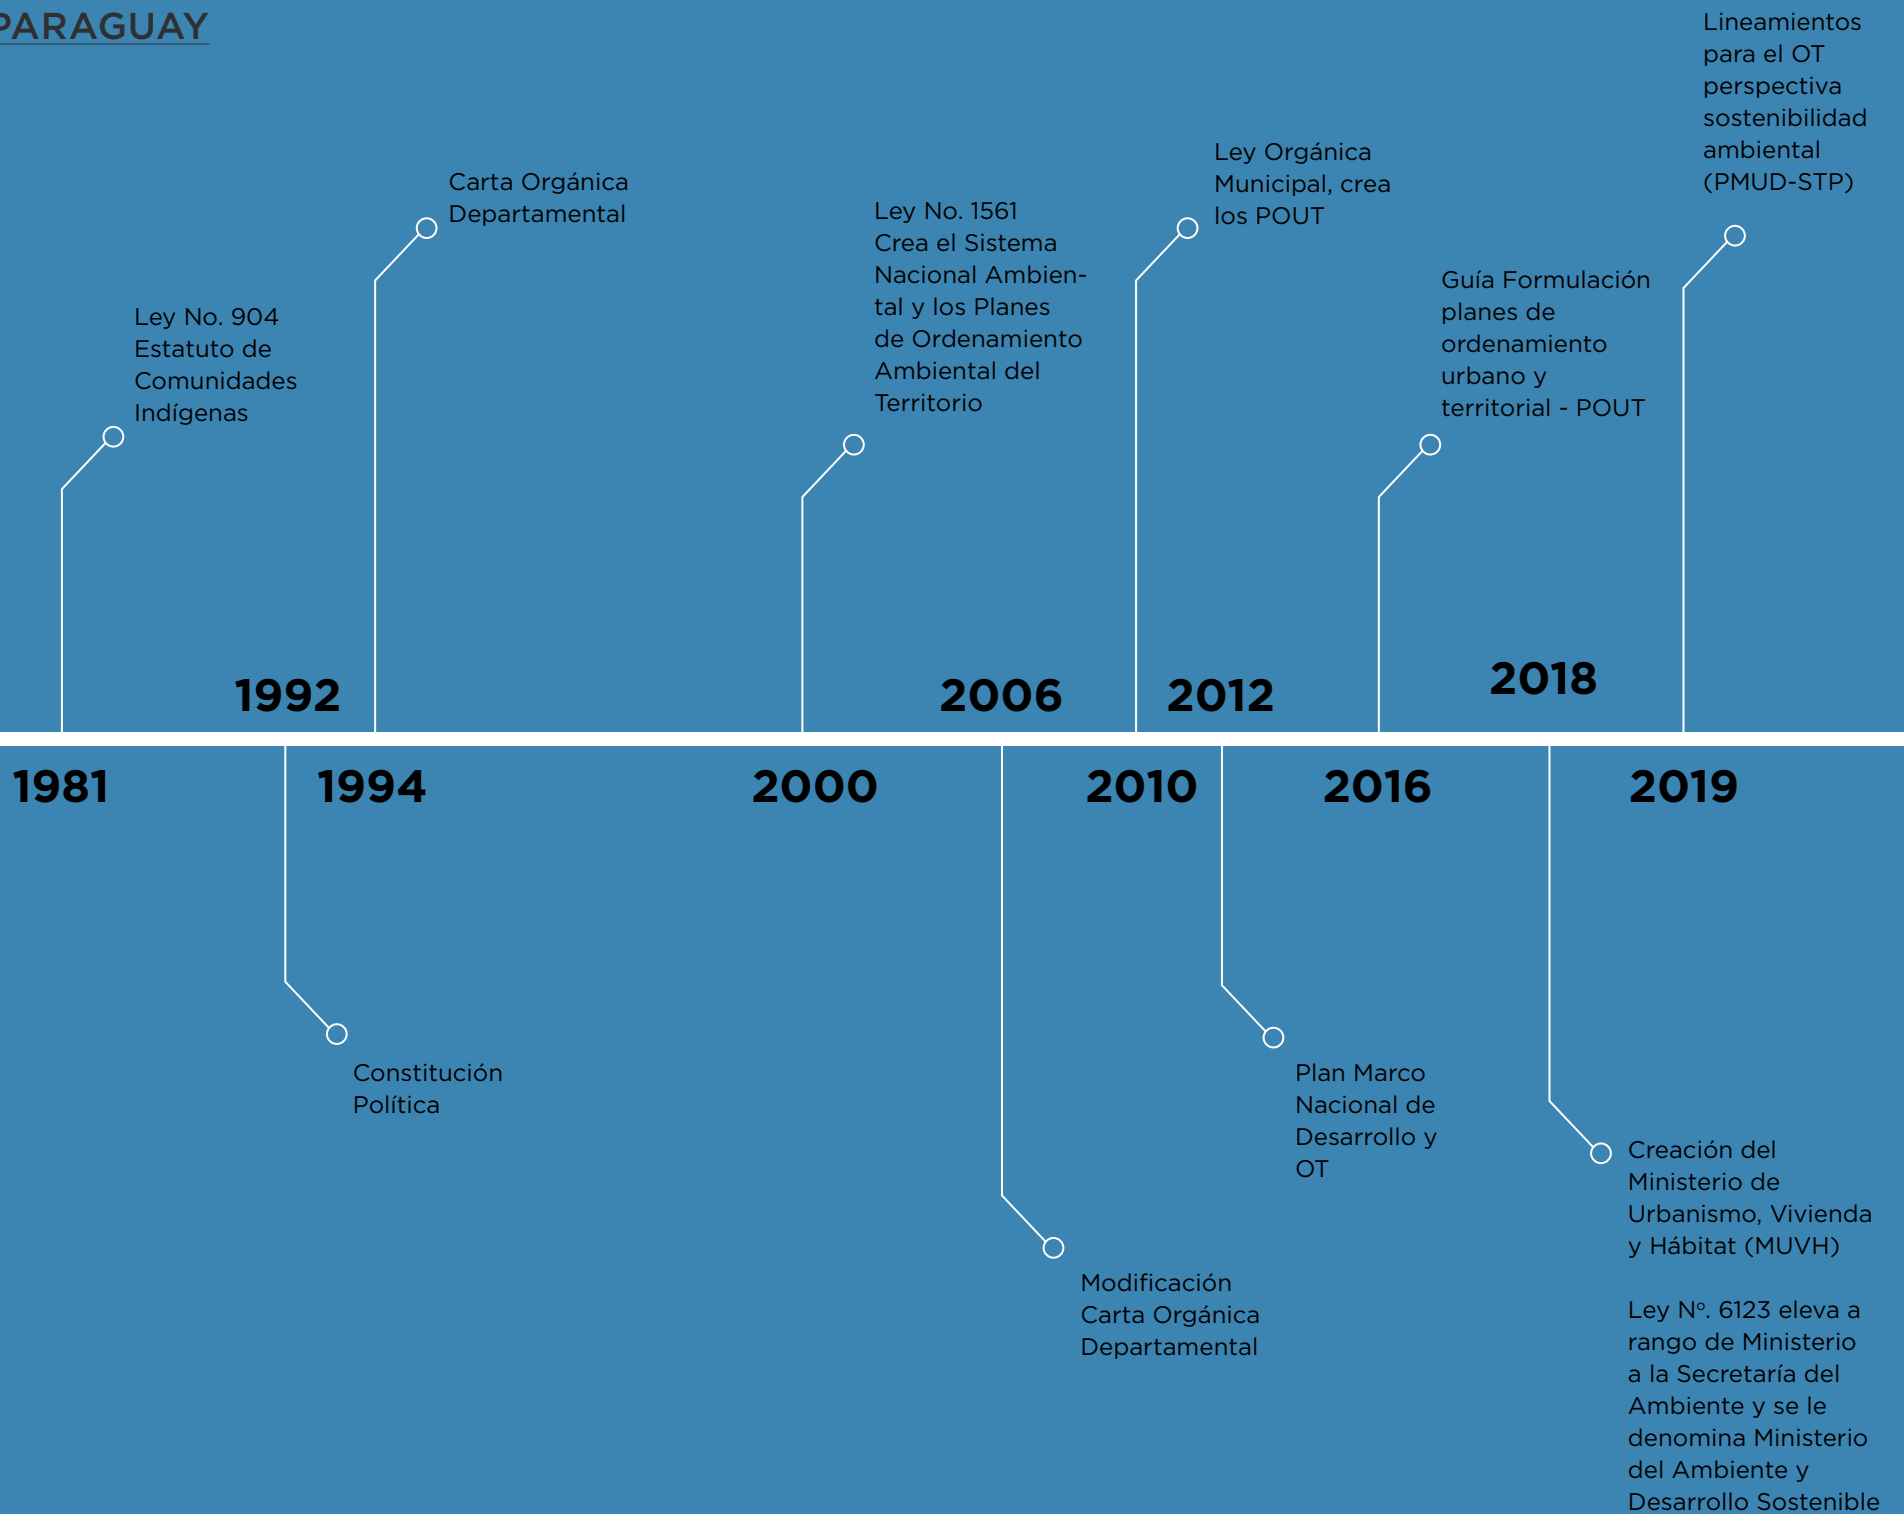 PARAGUAY
Lineamientos
para el OT
perspectiva
sostenibilidad
ambiental
(PMUD-STP)
Ley Orgánica
Municipal, crea
los POUT
Carta Orgánica
Departamental
Ley No. 1561
Crea el Sistema
Nacional Ambien-
tal y los Planes
de Ordenamiento
Ambiental del
Territorio
Guía Formulación
planes de
ordenamiento
urbano y
territorial - POUT
Ley No. 904
Estatuto de
Comunidades
Indígenas
1992
2006
2012
2018
1981
1994
2000
2010
2016
2019
Constitución
Política
Plan Marco
Nacional de
Desarrollo y
OT
Modificación
Carta Orgánica
Departamental
Creación del
Ministerio de
Urbanismo, Vivienda
y Hábitat (MUVH)
Ley Nº. 6123 eleva a
rango de Ministerio
a la Secretaría del
Ambiente y se le
denomina Ministerio
del Ambiente y
Desarrollo Sostenible